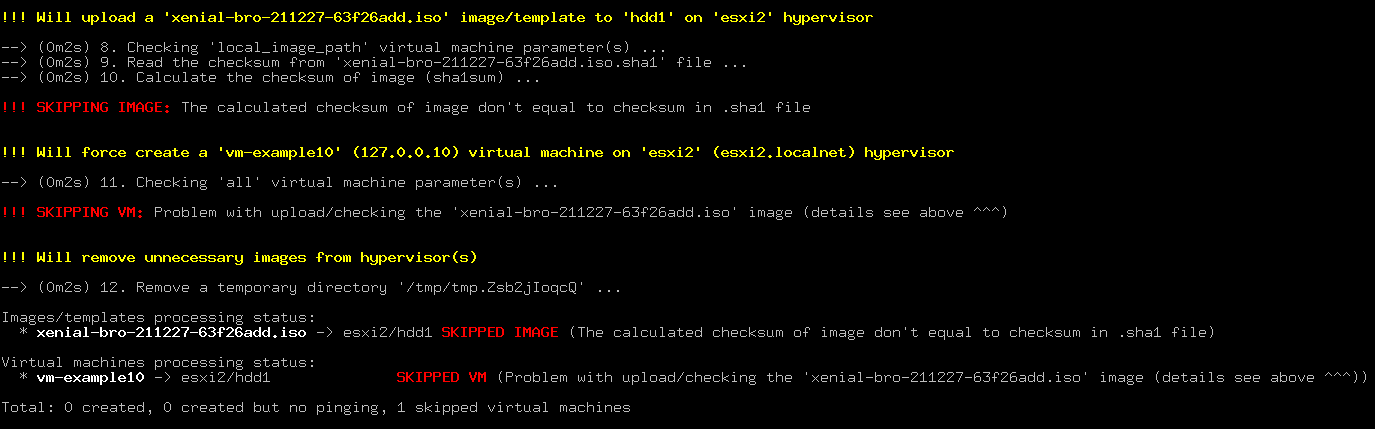 !!! Will upload a 'xenial-bro-211227-63f26add.iso' image/template to 'hdd1' on 'esxi2' hypervisor
--> (0m2s) 8. Checking 'local_image_path' virtual machine parameter(s) ...
--> (0m2s) 9. Read the checksum from 'xenial-bro-211227-63f26add.iso.sha1' file ...
--> (0m2s) 10. Calculate the checksum of image (sha1sum) ...
!!! SKIPPING IMAGE: The calculated checksum of image don't equal to checksum in .sha1 file
!!! Will force create a 'vm-example10' (127.0.0.10) virtual machine on 'esxi2' (esxi2.localnet) hypervisor
--> (0m2s) 11. Checking 'all' virtual machine parameter(s) ...
!!! SKIPPING VM: Problem with upload/checking the 'xenial-bro-211227-63f26add.iso' image (details see above ^^^)
!!! Will remove unnecessary images from hypervisor(s)
--> (0m2s) 12. Remove a temporary directory '/tmp/tmp.Zsb2jIoqcQ' ...
Images/templates processing status:
* xenial-bro-211227-63f26add.iso -> esxi2/hdd1 SKIPPED IMAGE (The calculated checksum of image don't equal to checksum in .sha1 file)
Virtual machines processing status:
* vm-example10 -> esxi2/hdd1 SKIPPED VM (Problem with upload/checking the 'xenial-bro-211227-63f26add.iso' image (details see above ^^^))
Total: 0 created, 0 created but no pinging, 1 skipped virtual machines